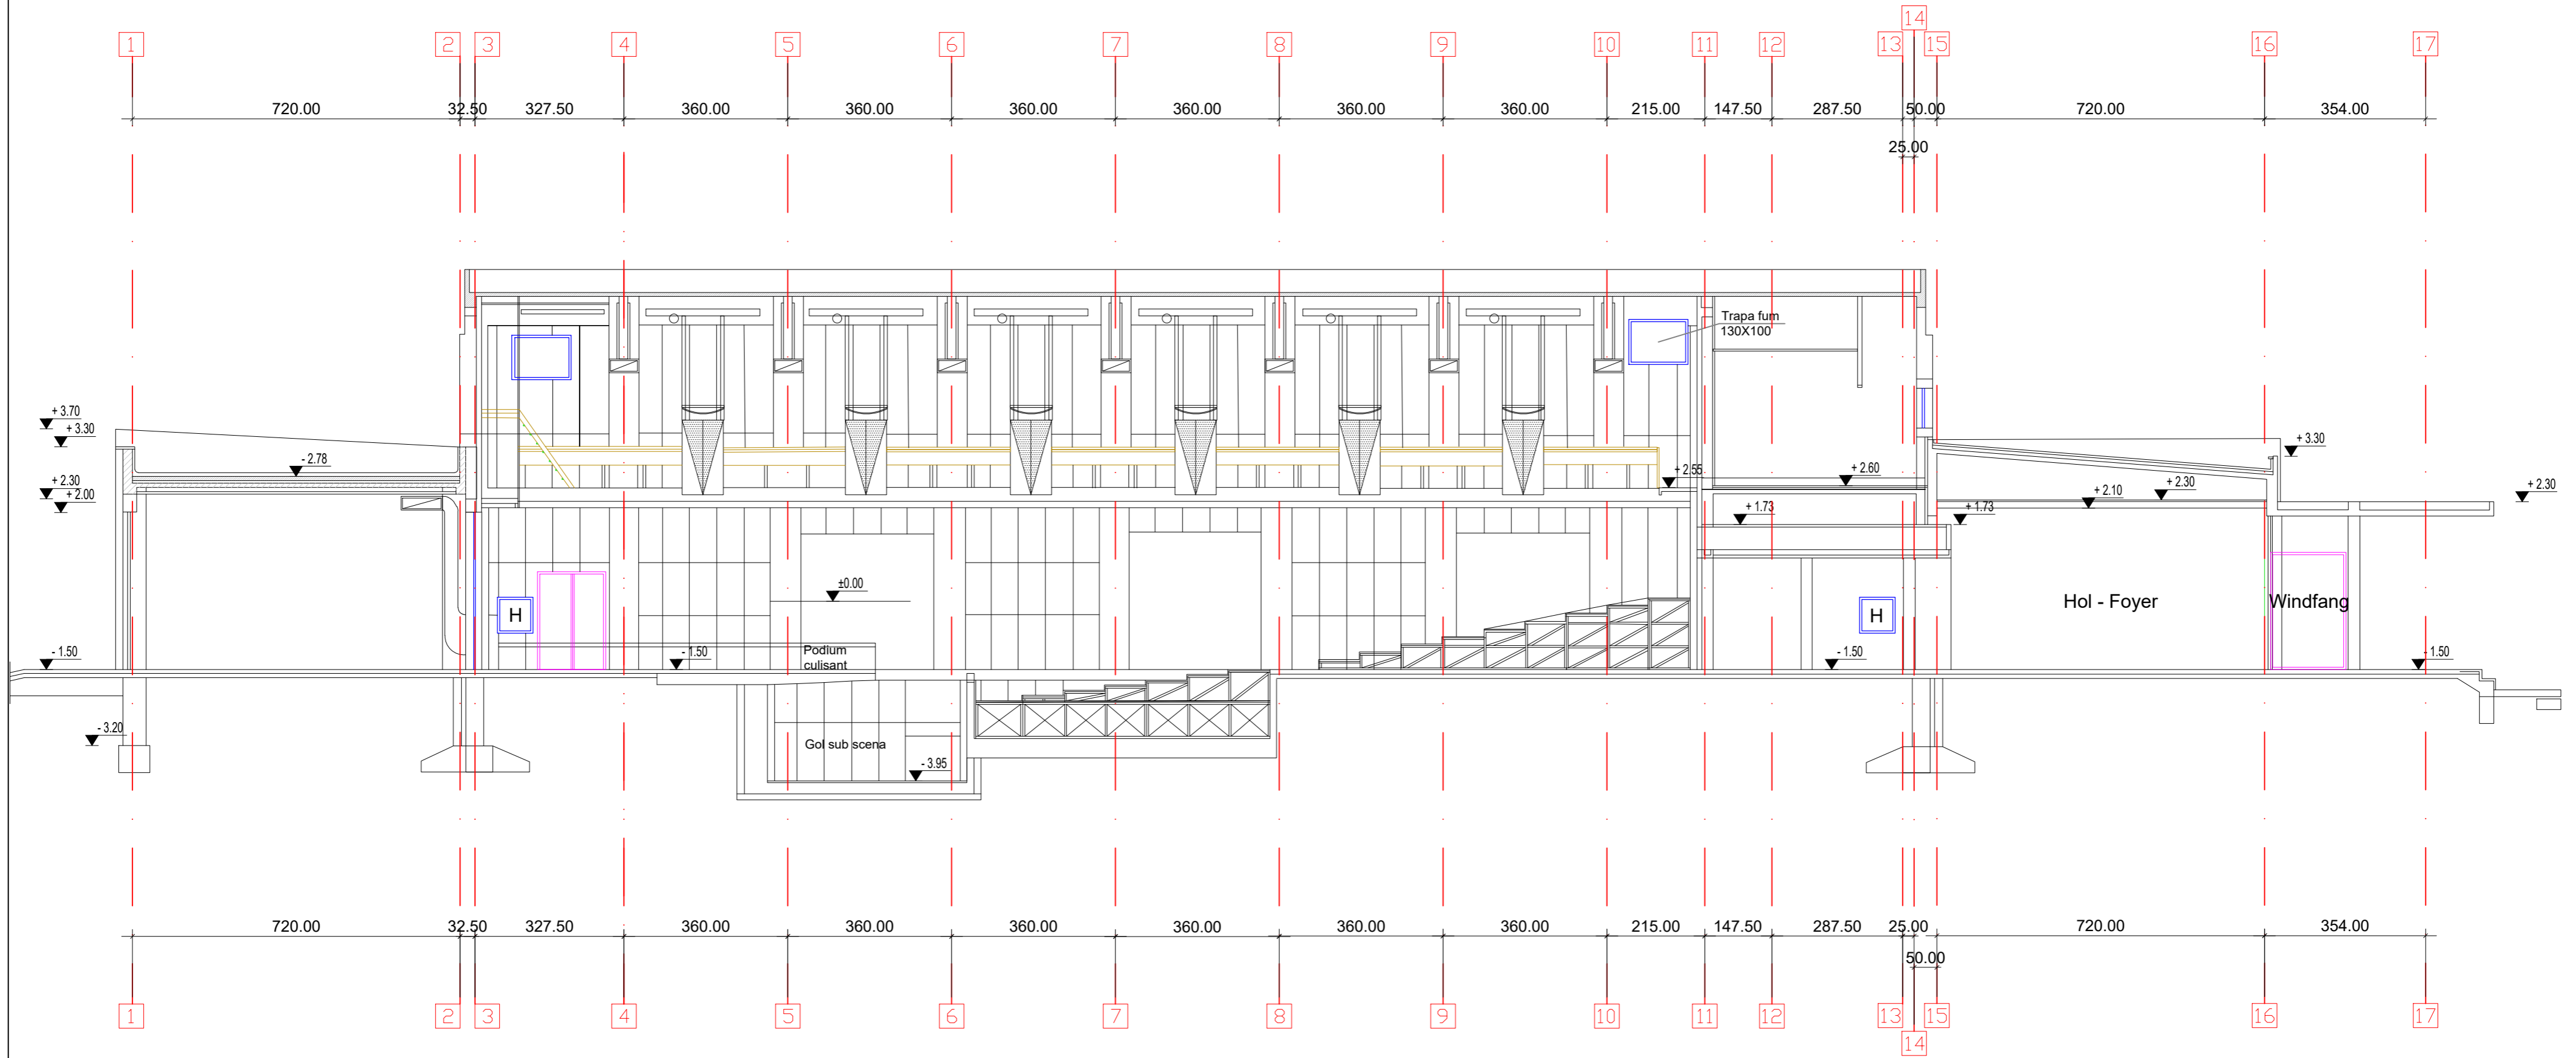 14
1 2 3 4 5 6 7 8 9 10 11 12 13 15 16 17
720.00 32.50 327.50 360.00 360.00 360.00 360.00 360.00 360.00 215.00 147.50 287.50 50.00 720.00 354.00
25.00
Trapa fum
130X100
+ 3.70
+ 3.30
- 2.78
+ 2.30
+ 2.00
+ 2.55
+ 2.60
+ 3.30
+ 2.10
+ 2.30
+ 2.30
+ 1.73
+ 1.73
±0.00
H
H
Hol - Foyer
Windfang
- 1.50
- 1.50
Podium
culisant
- 1.50
- 1.50
- 3.20
Gol sub scena
- 3.95
720.00 32.50 327.50 360.00 360.00 360.00 360.00 360.00 360.00 215.00 147.50 287.50 25.00 720.00 354.00
50.00
1 2 3 4 5 6 7 8 9 10 11 12 13 15 16 17
14